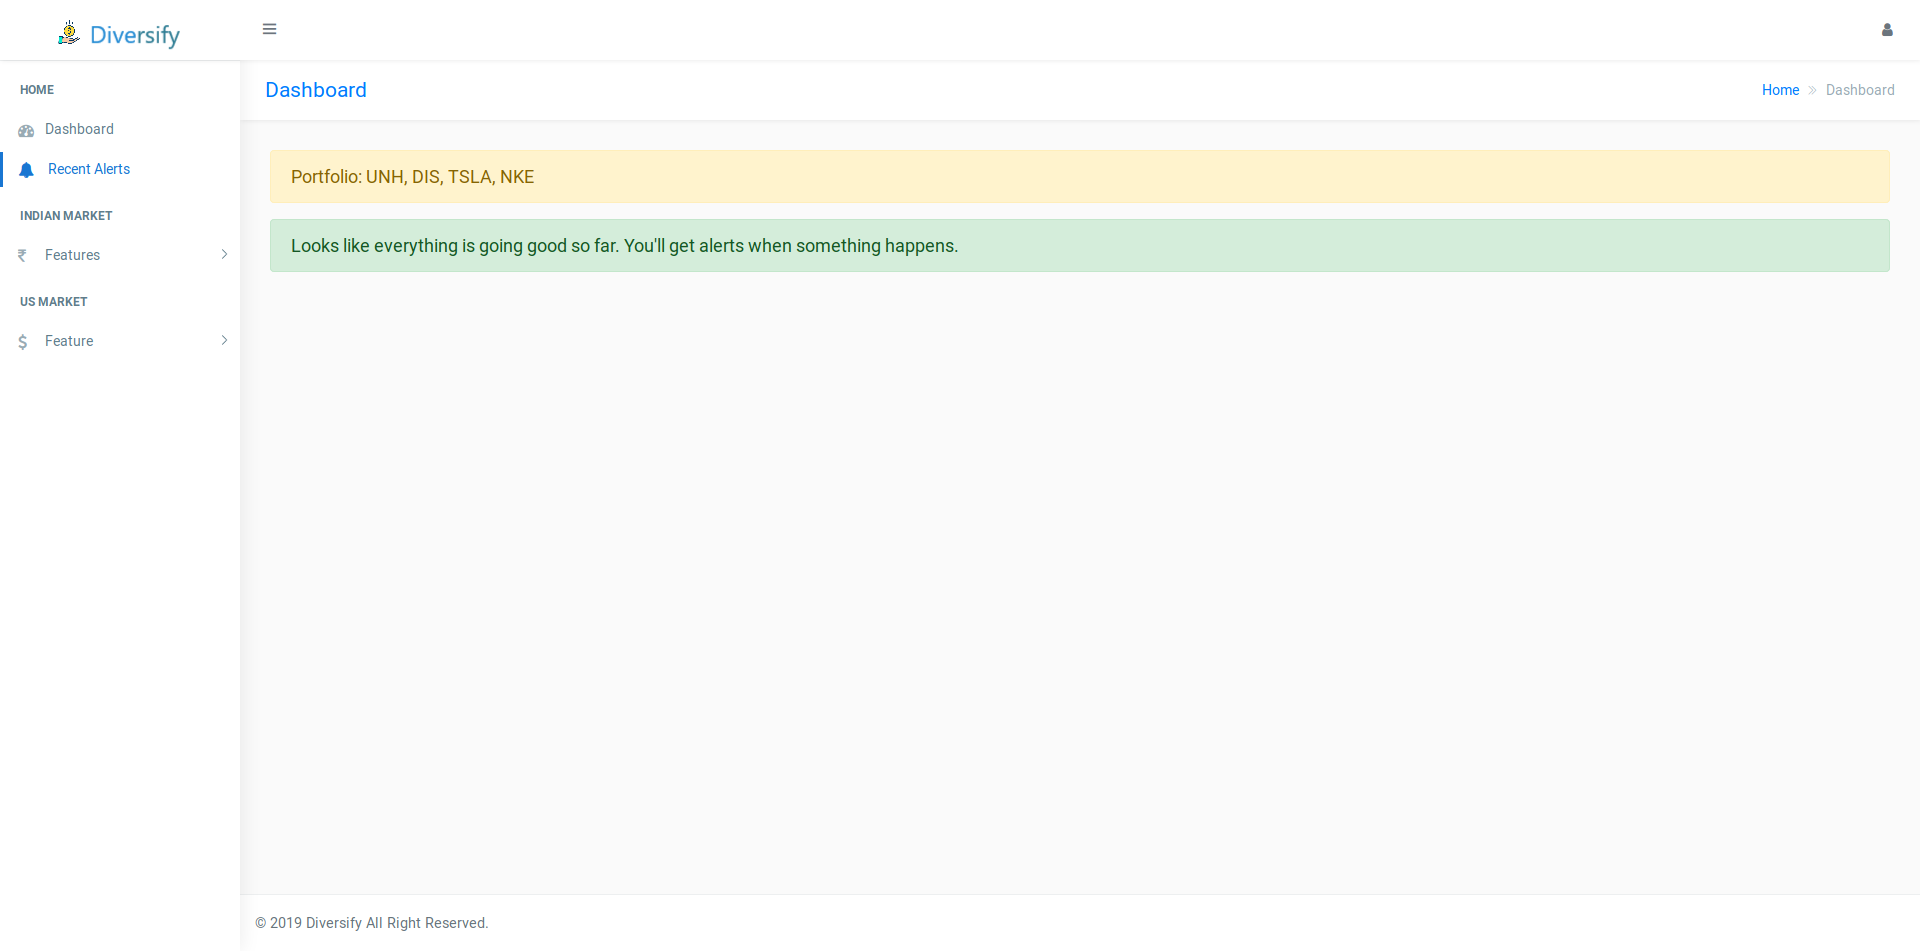 Diversify
HOME
Dashboard
Recent Alerts
INDIAN MARKET
Features
US MARKET
Feature
Dashboard
Home » Dashboard
Portfolio: UNH, DIS, TSLA, NKE
Looks like everything is going good so far. You'll get alerts when something happens.
© 2019 Diversify All Right Reserved.